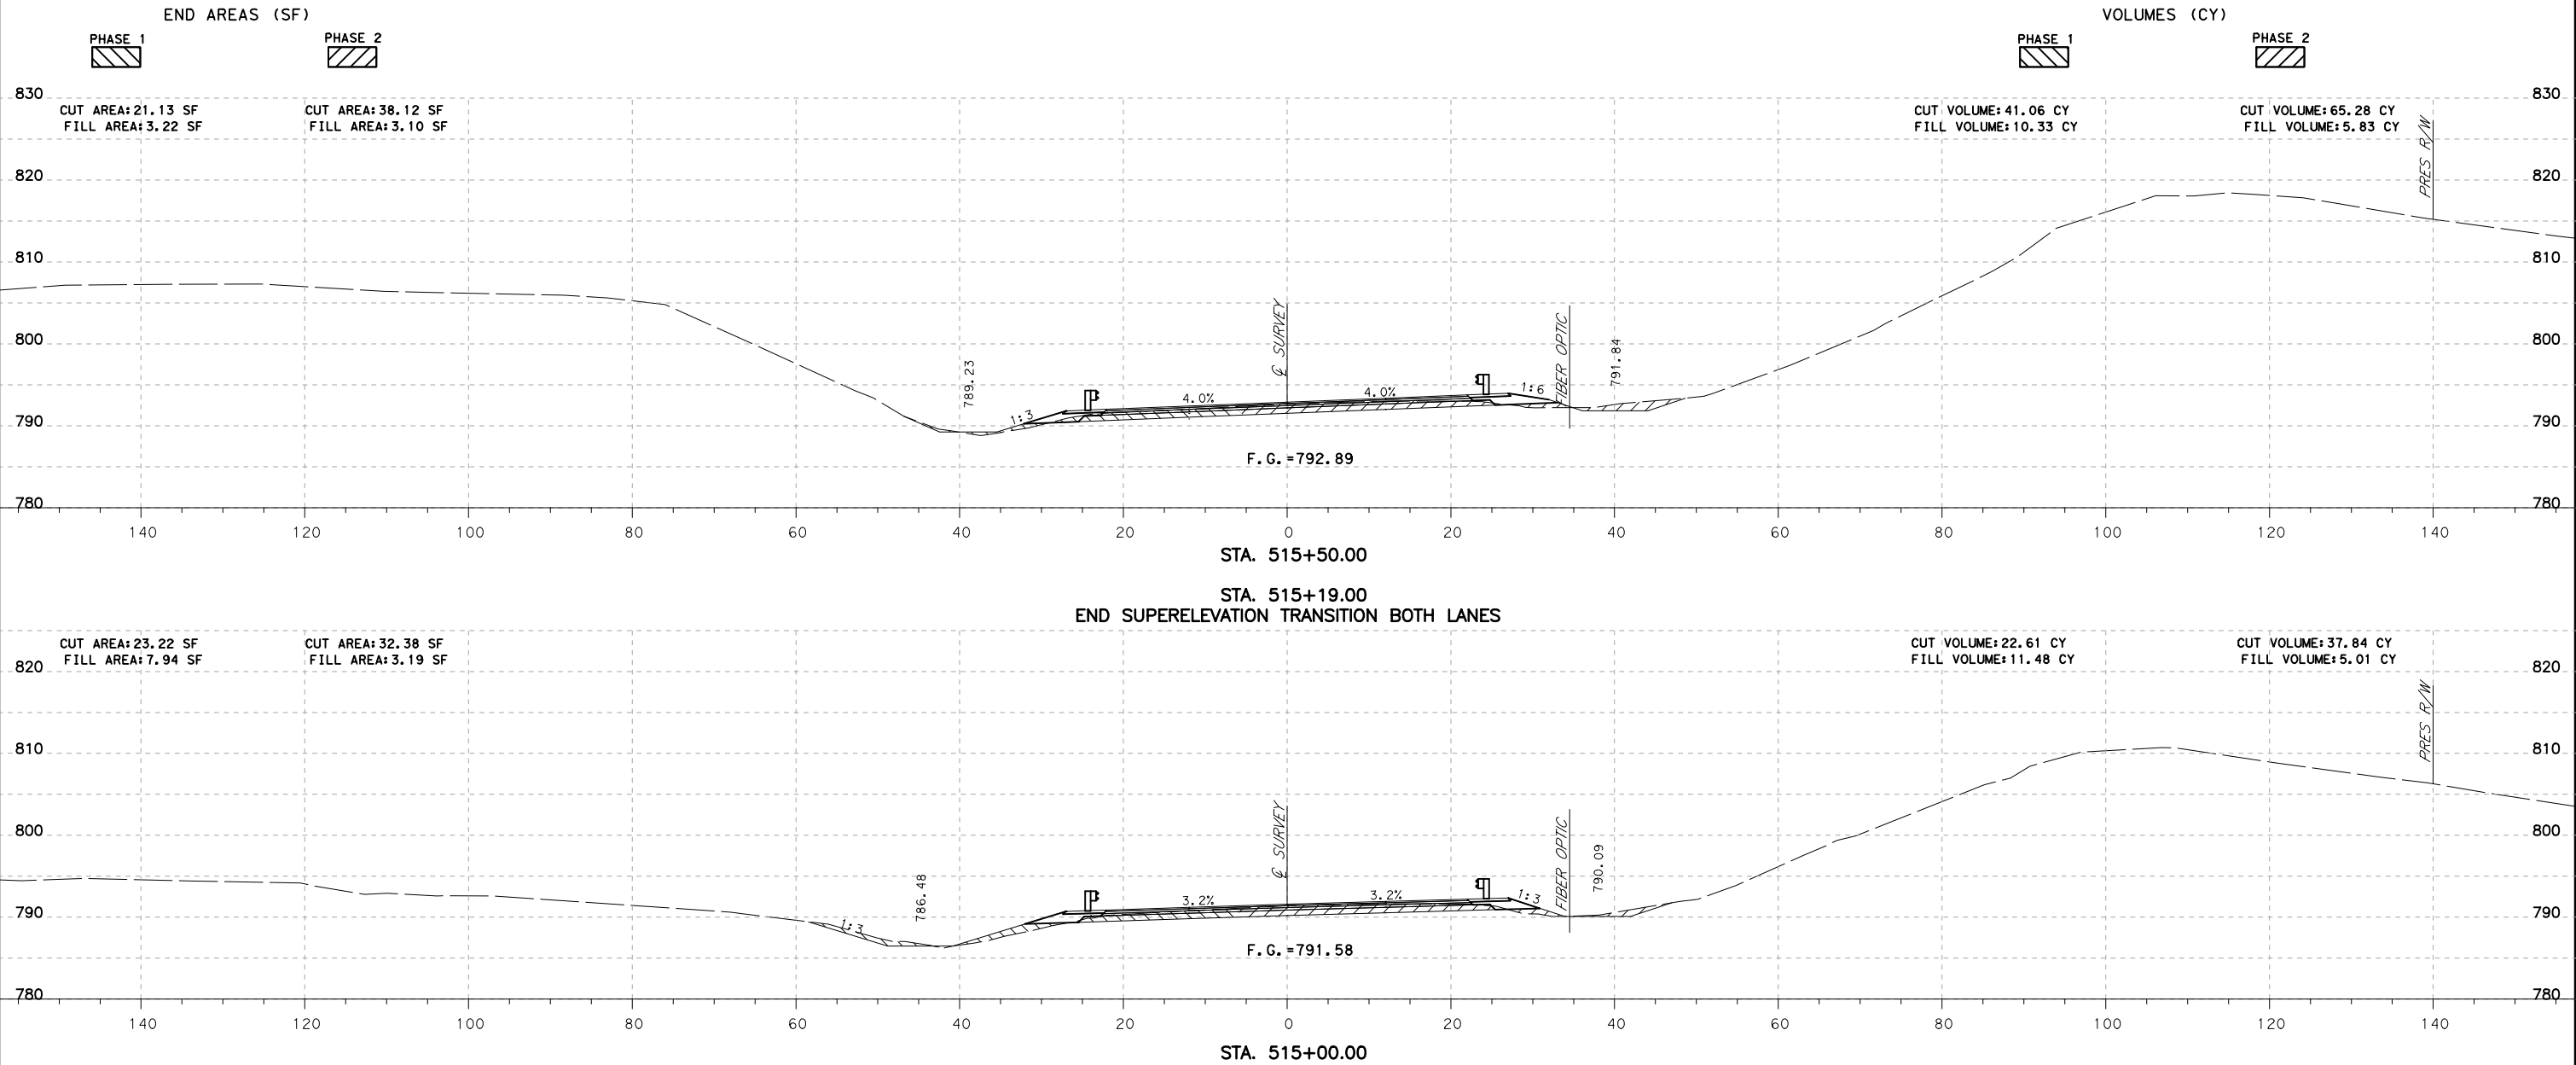 END AREAS (SF)
VOLUMES (CY)
PHASE 1
PHASE 2
PHASE 1
PHASE 2
830
830
CUT AREA:21.13 SF
FILL AREA:3.22 SF
CUT AREA:38.12 SF
FILL AREA:3.10 SF
CUT VOLUME:41.06 CY
FILL VOLUME:10.33 CY
CUT VOLUME:65.28 CY
FILL VOLUME:5.83 CY
PRES R/W
820
820
810
810
800
800
790
790
780
780
789.23
1:3
4.0%
℄ SURVEY
4.0%
1:6
FIBER OPTIC
791.84
F.G.=792.89
140
120
100
80
60
40
20
0
20
40
60
80
100
120
140
STA. 515+50.00
STA. 515+19.00
END SUPERELEVATION TRANSITION BOTH LANES
CUT AREA:23.22 SF
FILL AREA:7.94 SF
CUT AREA:32.38 SF
FILL AREA:3.19 SF
CUT VOLUME:22.61 CY
FILL VOLUME:11.48 CY
CUT VOLUME:37.84 CY
FILL VOLUME:5.01 CY
PRES R/W
820
820
810
810
800
800
790
790
780
780
1:3
786.48
3.2%
℄ SURVEY
3.2%
1:3
FIBER OPTIC
790.09
F.G.=791.58
140
120
100
80
60
40
20
0
20
40
60
80
100
120
140
STA. 515+00.00